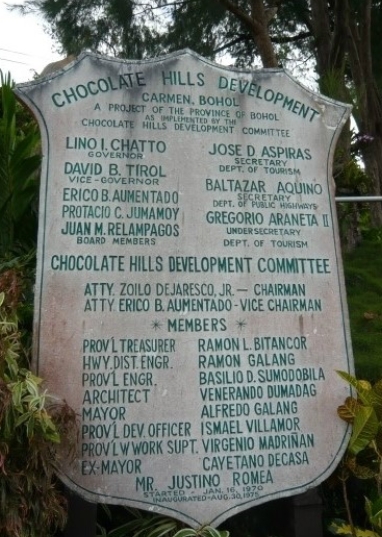 CHOCOLATE HILLS DEVELOPMENT
CARMEN, BOHOL
A PROJECT OF THE PROVINCE OF BOHOL
AS IMPLEMENTED BY THE
CHOCOLATE HILLS DEVELOPMENT COMMITTEE
LINO I. CHATTO
GOVERNOR
DAVID B. TIROL
VICE-GOVERNOR
ERICO B. AUMENTADO
PROTACIO C. JUMAMOY
JUAN M. RELAMPAGOS
BOARD MEMBERS
JOSE D. ASPIRAS
SECRETARY
DEPT. OF TOURISM
BALTAZAR AQUINO
SECRETARY
DEPT. OF PUBLIC HIGHWAYS
GREGORIO ARANETA II
UNDERSECRETARY
DEPT. OF TOURISM
CHOCOLATE HILLS DEVELOPMENT COMMITTEE
ATTY. ZOILO DEJARESCO, JR. — CHAIRMAN
ATTY. ERICO B. AUMENTADO - VICE CHAIRMAN
* MEMBERS *
PROV'L TREASURER RAMON L. BITANCOR
HWY. DIST. ENGR. RAMON GALANG
PROV'L ENGR. BASILIO D. SUMODOBILA
ARCHITECT VENERANDO DUMADAG
MAYOR ALFREDO GALANG
PROV'L DEV. OFFICER ISMAEL VILLAMOR
PROV'L W WORK SUPT. VIRGENIO MADRIÑAN
EX-MAYOR CAYETANO DECASA
MR. JUSTINO ROMEA
STARTED - JAN. 16, 1970
INAUGURATED - AUG. 30, 1975